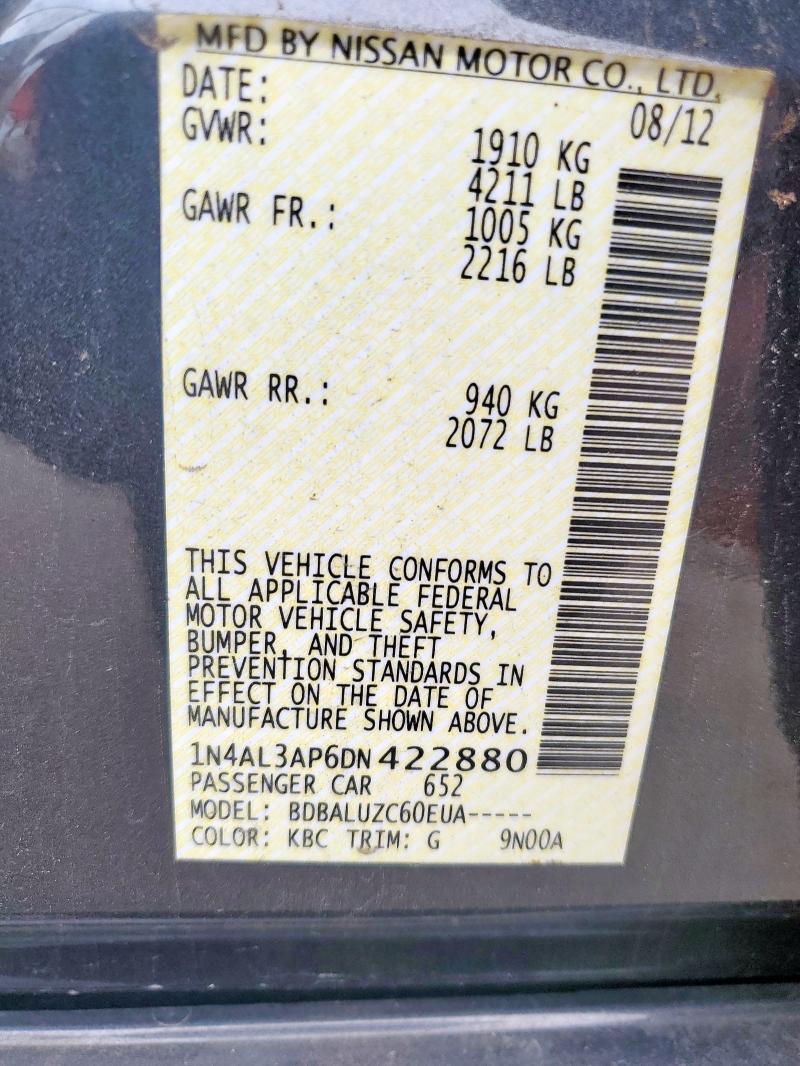 MFD BY NISSAN MOTOR CO., LTD.
DATE: 08/12
GVWR: 1910 KG
4211 LB
GAWR FR.: 1005 KG
2216 LB
GAWR RR.: 940 KG
2072 LB
THIS VEHICLE CONFORMS TO
ALL APPLICABLE FEDERAL
MOTOR VEHICLE SAFETY,
BUMPER, AND THEFT
PREVENTION STANDARDS IN
EFFECT ON THE DATE OF
MANUFACTURE SHOWN ABOVE.
1N4AL3AP6DN422880
PASSENGER CAR 652
MODEL: BDBALUZC60EUA-----
COLOR: KBC TRIM: G 9N00A